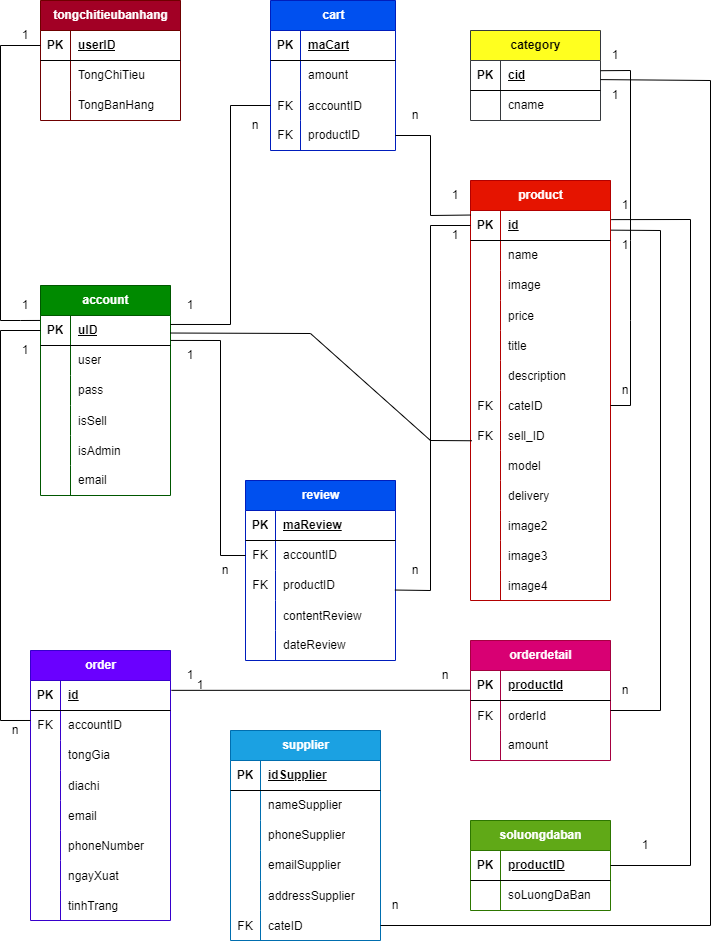 tongchitieubanhang
PK userID
TongChiTieu
TongBanHang
cart
PK maCart
amount
FK accountID
FK productID
category
PK cid
cname
product
PK id
name
image
price
title
description
FK cateID
FK sell_ID
model
delivery
image2
image3
image4
account
PK uID
user
pass
isSell
isAdmin
email
review
PK maReview
FK accountID
FK productID
contentReview
dateReview
order
PK id
FK accountID
tongGia
diachi
email
phoneNumber
ngayXuat
tinhTrang
supplier
PK idSupplier
nameSupplier
phoneSupplier
emailSupplier
addressSupplier
FK cateID
orderdetail
PK productId
FK orderId
amount
soluongdaban
PK productID
soLuongDaBan
1
1
1
1
n
n
1
1
1
1
1
1
n
1
n
n
n
1
1
n
n
1
n